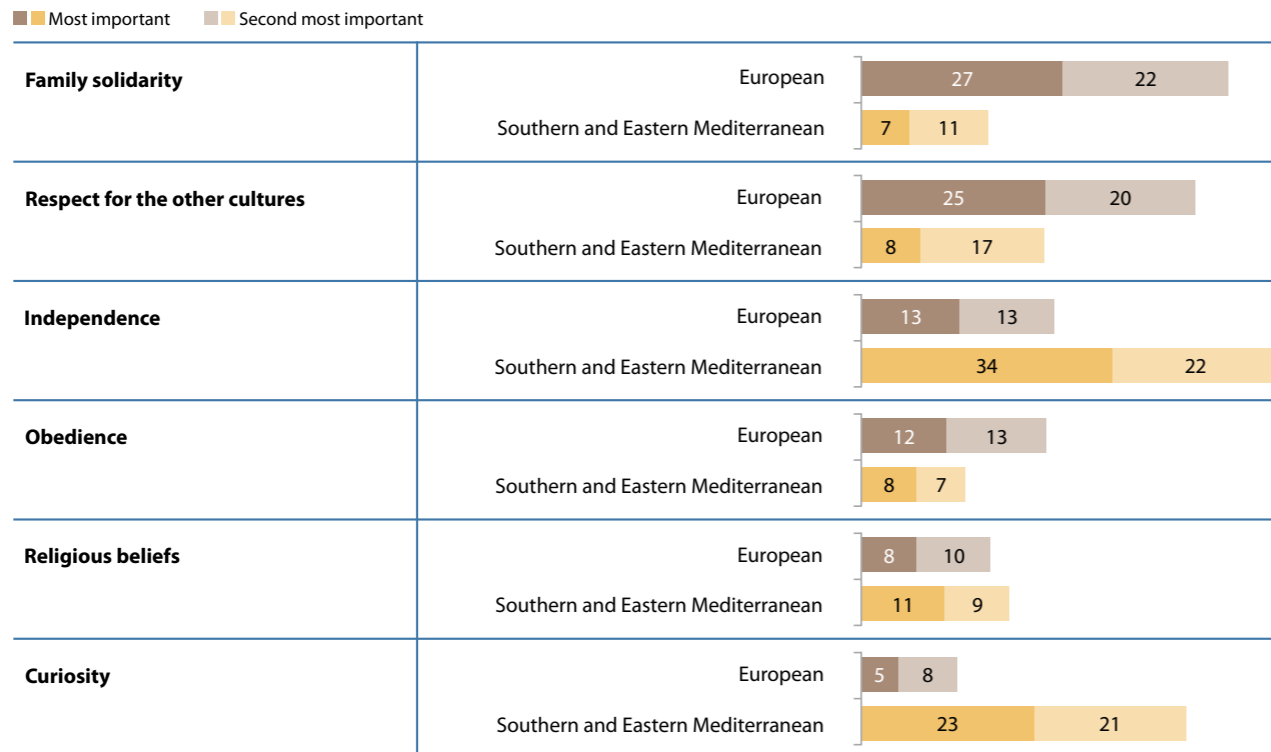 Most important Second most important
Family solidarity
European 27 22
Southern and Eastern Mediterranean 7 11
Respect for the other cultures
European 25 20
Southern and Eastern Mediterranean 8 17
Independence
European 13 13
Southern and Eastern Mediterranean 34 22
Obedience
European 12 13
Southern and Eastern Mediterranean 8 7
Religious beliefs
European 8 10
Southern and Eastern Mediterranean 11 9
Curiosity
European 5 8
Southern and Eastern Mediterranean 23 21